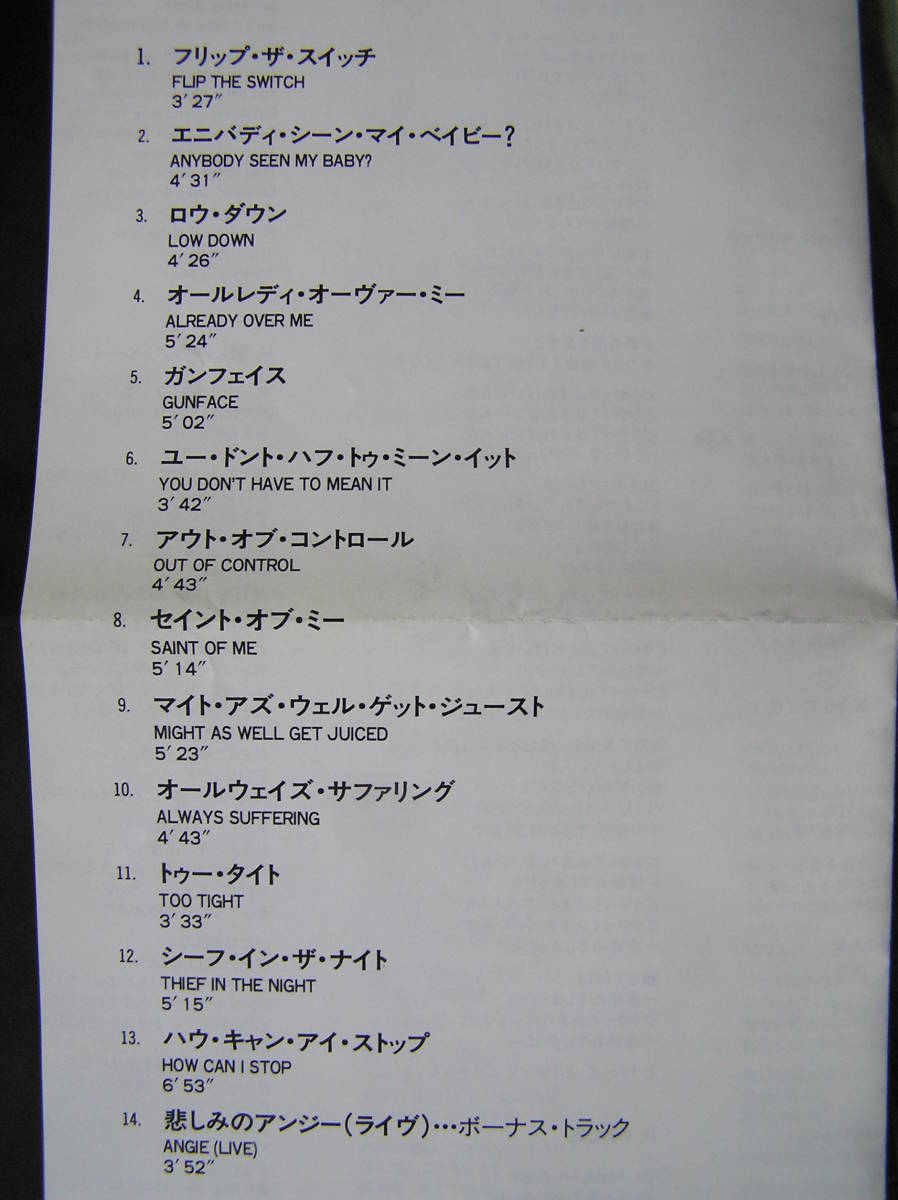 1. フリップ・ザ・スイッチ
FLIP THE SWITCH
3′27″
2. エニバディ・シーン・マイ・ベイビー?
ANYBODY SEEN MY BABY?
4′31″
3. ロウ・ダウン
LOW DOWN
4′26″
4. オールレディ・オーヴァー・ミー
ALREADY OVER ME
5′24″
5. ガンフェイス
GUNFACE
5′02″
6. ユー・ドント・ハフ・トゥ・ミーン・イット
YOU DON'T HAVE TO MEAN IT
3′42″
7. アウト・オブ・コントロール
OUT OF CONTROL
4′43″
8. セイント・オブ・ミー
SAINT OF ME
5′14″
9. マイト・アズ・ウェル・ゲット・ジュースト
MIGHT AS WELL GET JUICED
5′23″
10. オールウェイズ・サファリング
ALWAYS SUFFERING
4′43″
11. トゥー・タイト
TOO TIGHT
3′33″
12. シーフ・イン・ザ・ナイト
THIEF IN THE NIGHT
5′15″
13. ハウ・キャン・アイ・ストップ
HOW CAN I STOP
6′53″
14. 悲しみのアンジー(ライヴ)…ボーナス・トラック
ANGIE (LIVE)
3′52″